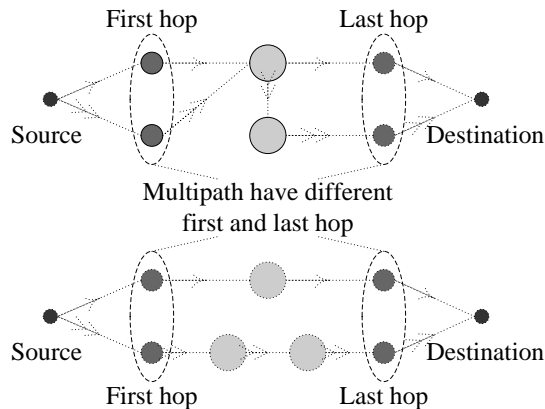 First hop
Last hop
Source
Destination
Multipath have different
first and last hop
Source
Destination
First hop
Last hop